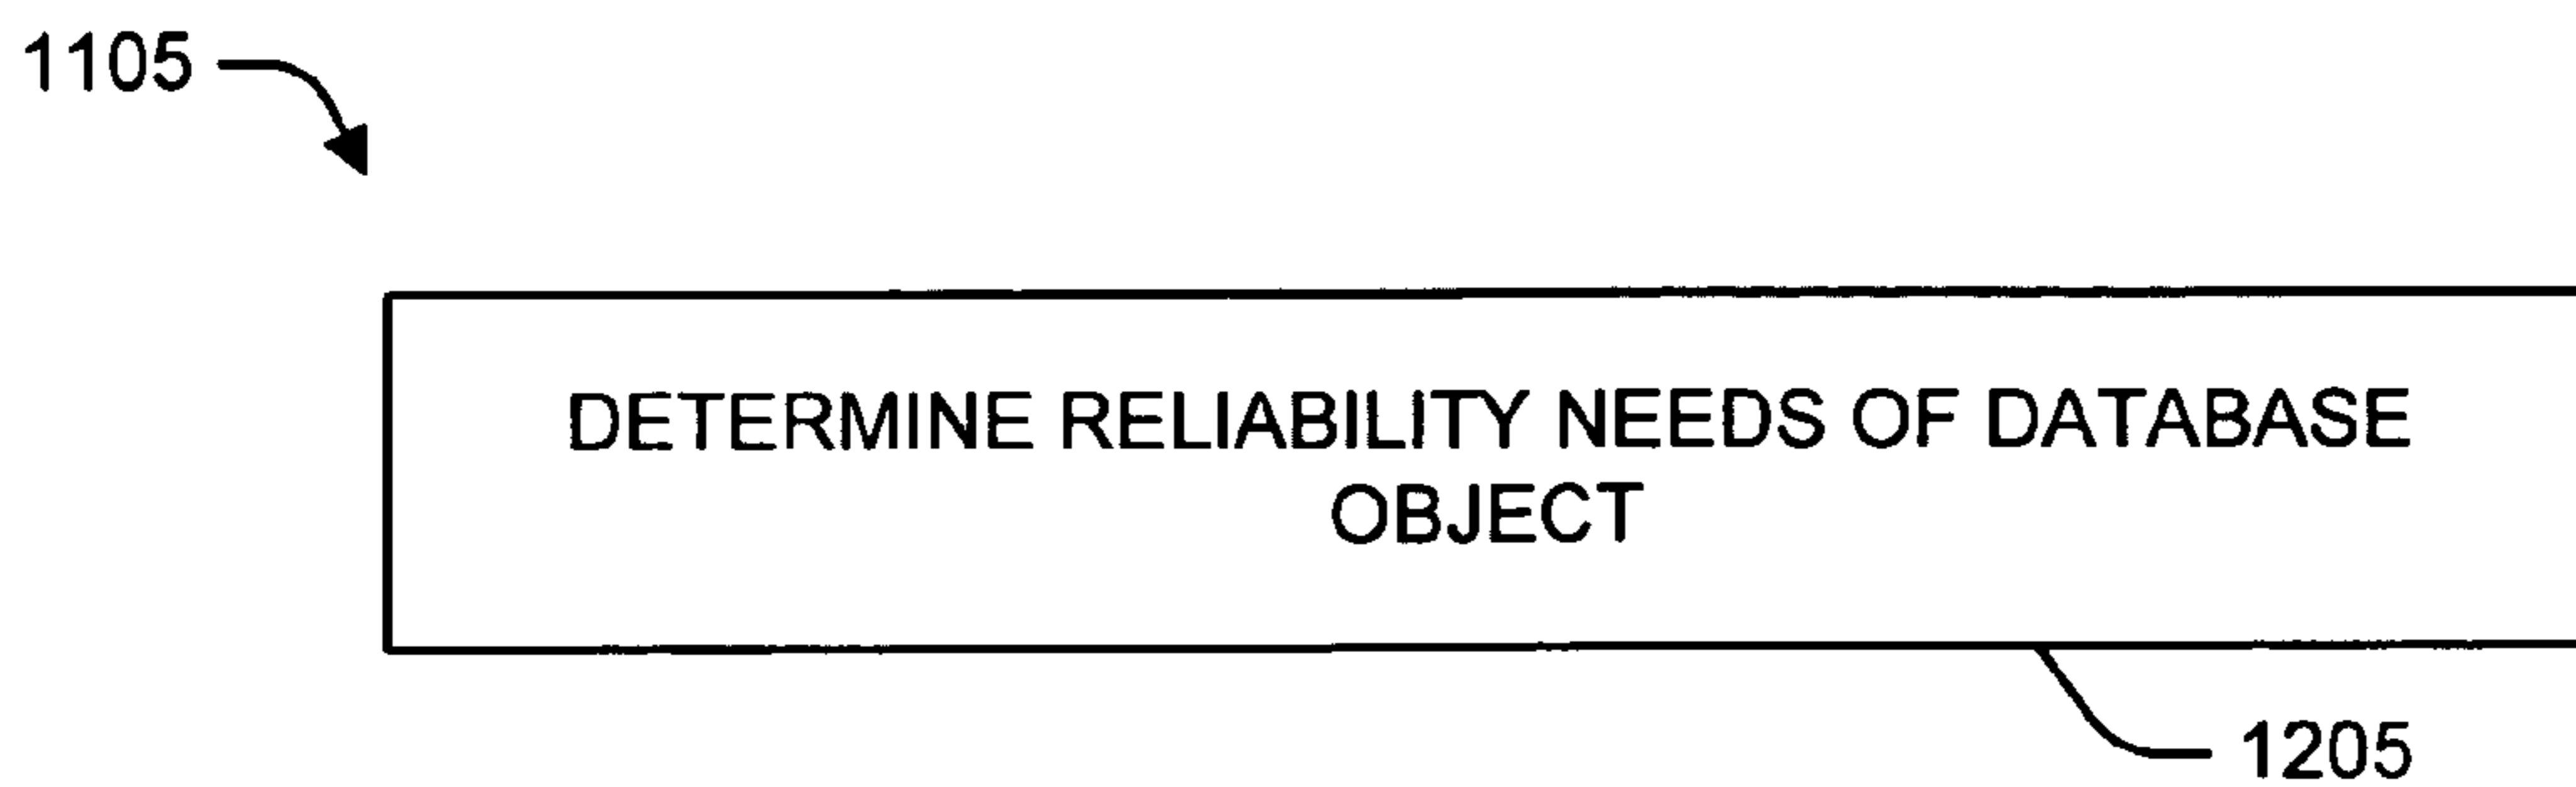 1105
DETERMINE RELIABILITY NEEDS OF DATABASE
OBJECT
1205